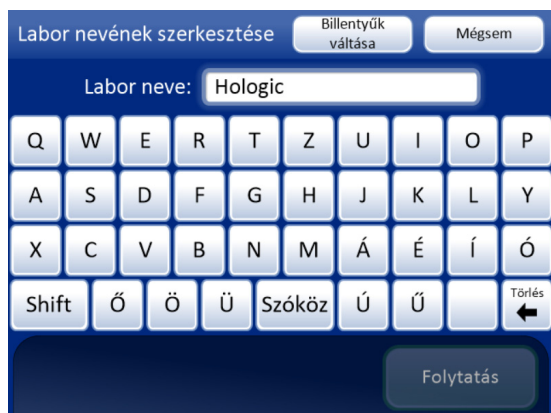 Labor nevének szerkesztése
Billentyűk
váltása
Mégsem
Labor neve: Hologic
Q W E R T Z U I O P
A S D F G H J K L Y
X C V B N M Á É Í Ó
Shift Ő Ö Ü Szóköz Ú Ű Törlés
Folytatás